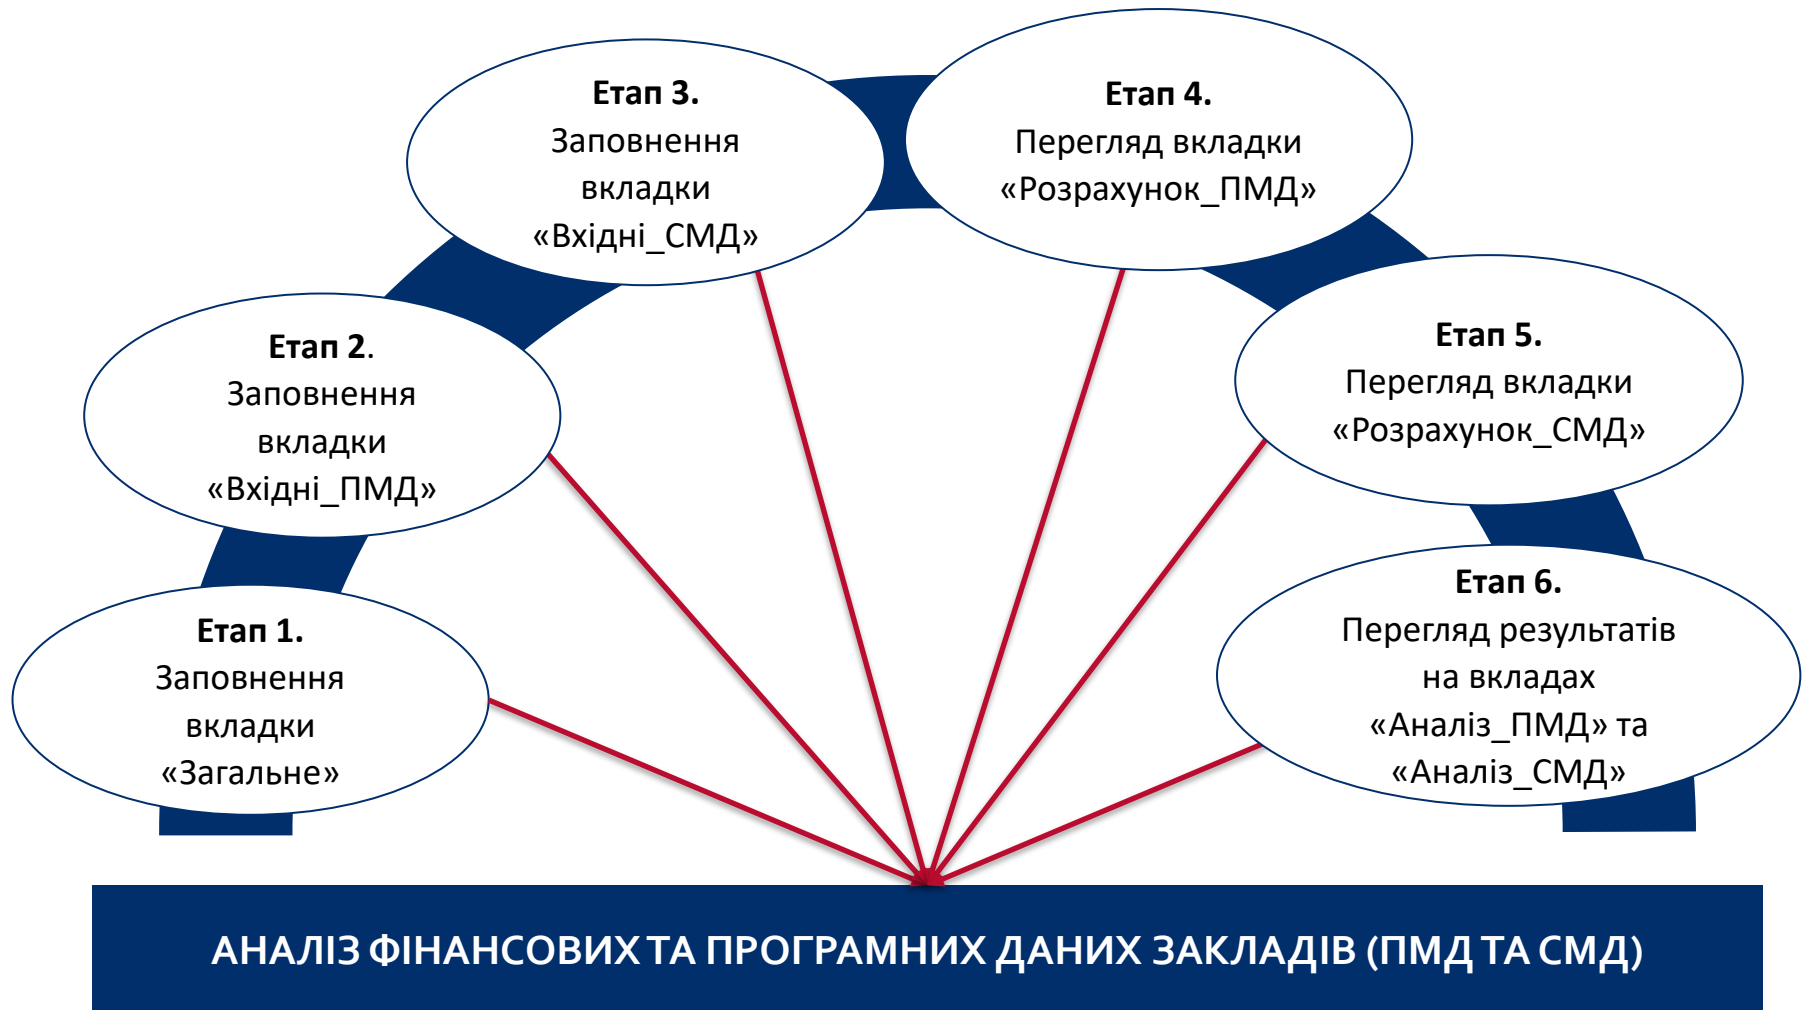 Етап 1.
Заповнення
вкладки
«Загальне»
Етап 2.
Заповнення
вкладки
«Вхідні_ПМД»
Етап 3.
Заповнення
вкладки
«Вхідні_СМД»
Етап 4.
Перегляд вкладки
«Розрахунок_ПМД»
Етап 5.
Перегляд вкладки
«Розрахунок_СМД»
Етап 6.
Перегляд результатів
на вкладах
«Аналіз_ПМД» та
«Аналіз_СМД»
АНАЛІЗ ФІНАНСОВИХ ТА ПРОГРАМНИХ ДАНИХ ЗАКЛАДІВ (ПМД ТА СМД)